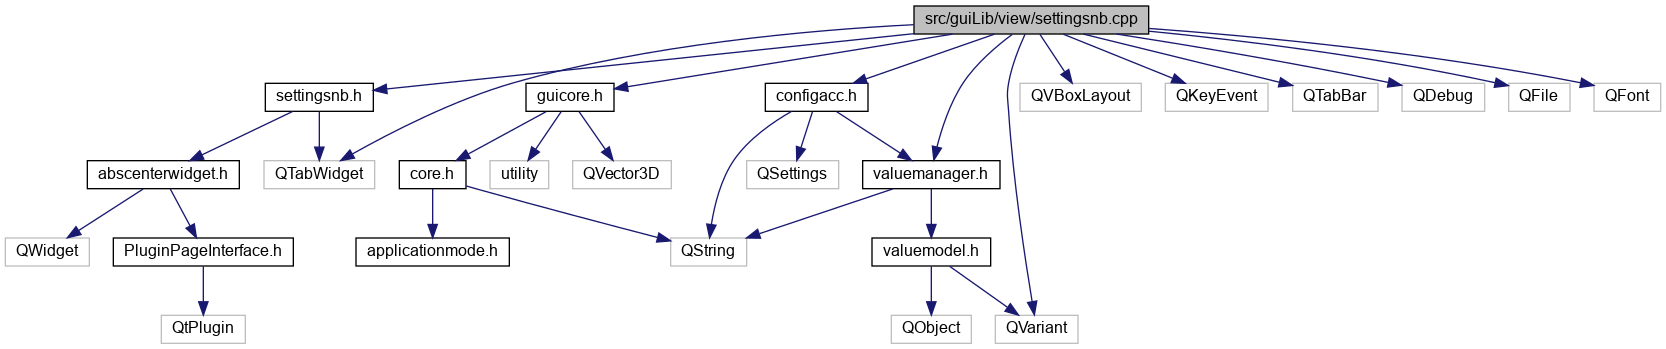 src/guiLib/view/settingsnb.cpp
settingsnb.h
guicore.h
configacc.h
QVBoxLayout
QKeyEvent
QTabBar
QDebug
QFile
QFont
abscenterwidget.h
QTabWidget
core.h
utility
QVector3D
QSettings
valuemanager.h
QWidget
PluginPageInterface.h
applicationmode.h
QString
valuemodel.h
QtPlugin
QObject
QVariant